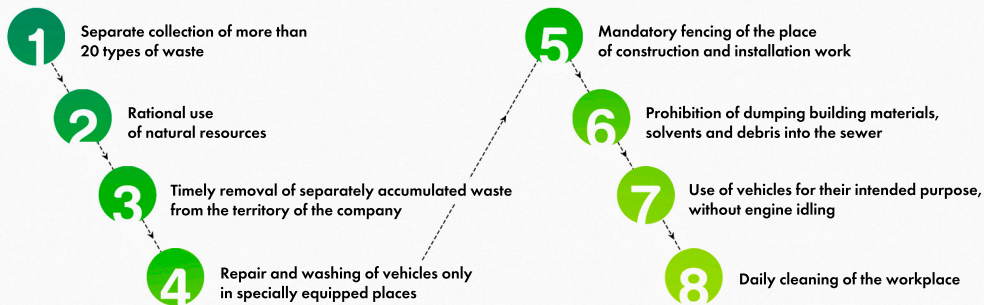 1
Separate collection of more than
20 types of waste
2
Rational use
of natural resources
3
Timely removal of separately accumulated waste
from the territory of the company
4
Repair and washing of vehicles only
in specially equipped places
5
Mandatory fencing of the place
of construction and installation work
6
Prohibition of dumping building materials,
solvents and debris into the sewer
7
Use of vehicles for their intended purpose,
without engine idling
8
Daily cleaning of the workplace